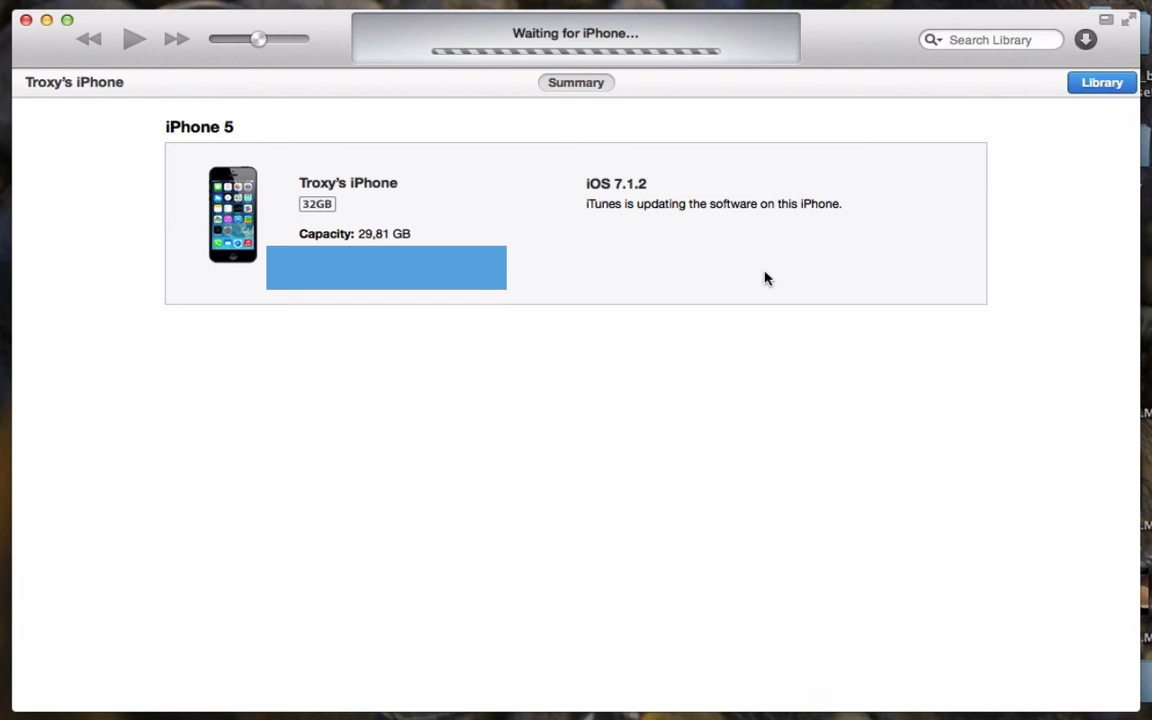 Waiting for iPhone...
Search Library
Troxy's iPhone
Summary
Library
iPhone 5
Troxy's iPhone
32GB
Capacity: 29,81 GB
iOS 7.1.2
iTunes is updating the software on this iPhone.
.M
.M
.M